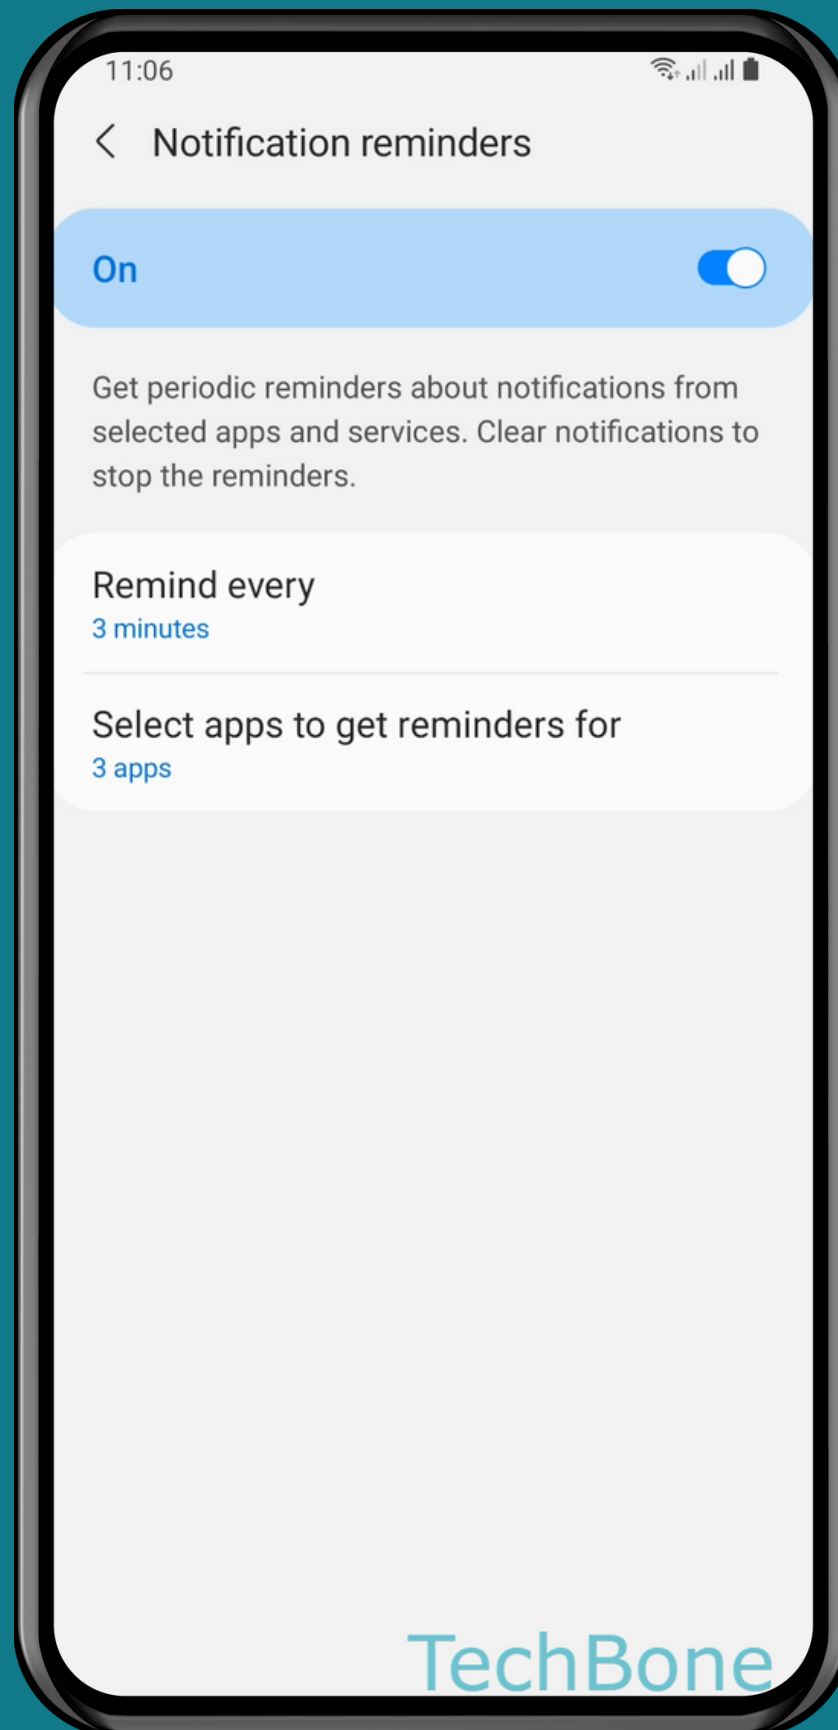 11:06
Notification reminders
On
Get periodic reminders about notifications from
selected apps and services. Clear notifications to
stop the reminders.
Remind every
3 minutes
Select apps to get reminders for
3 apps
TechBone